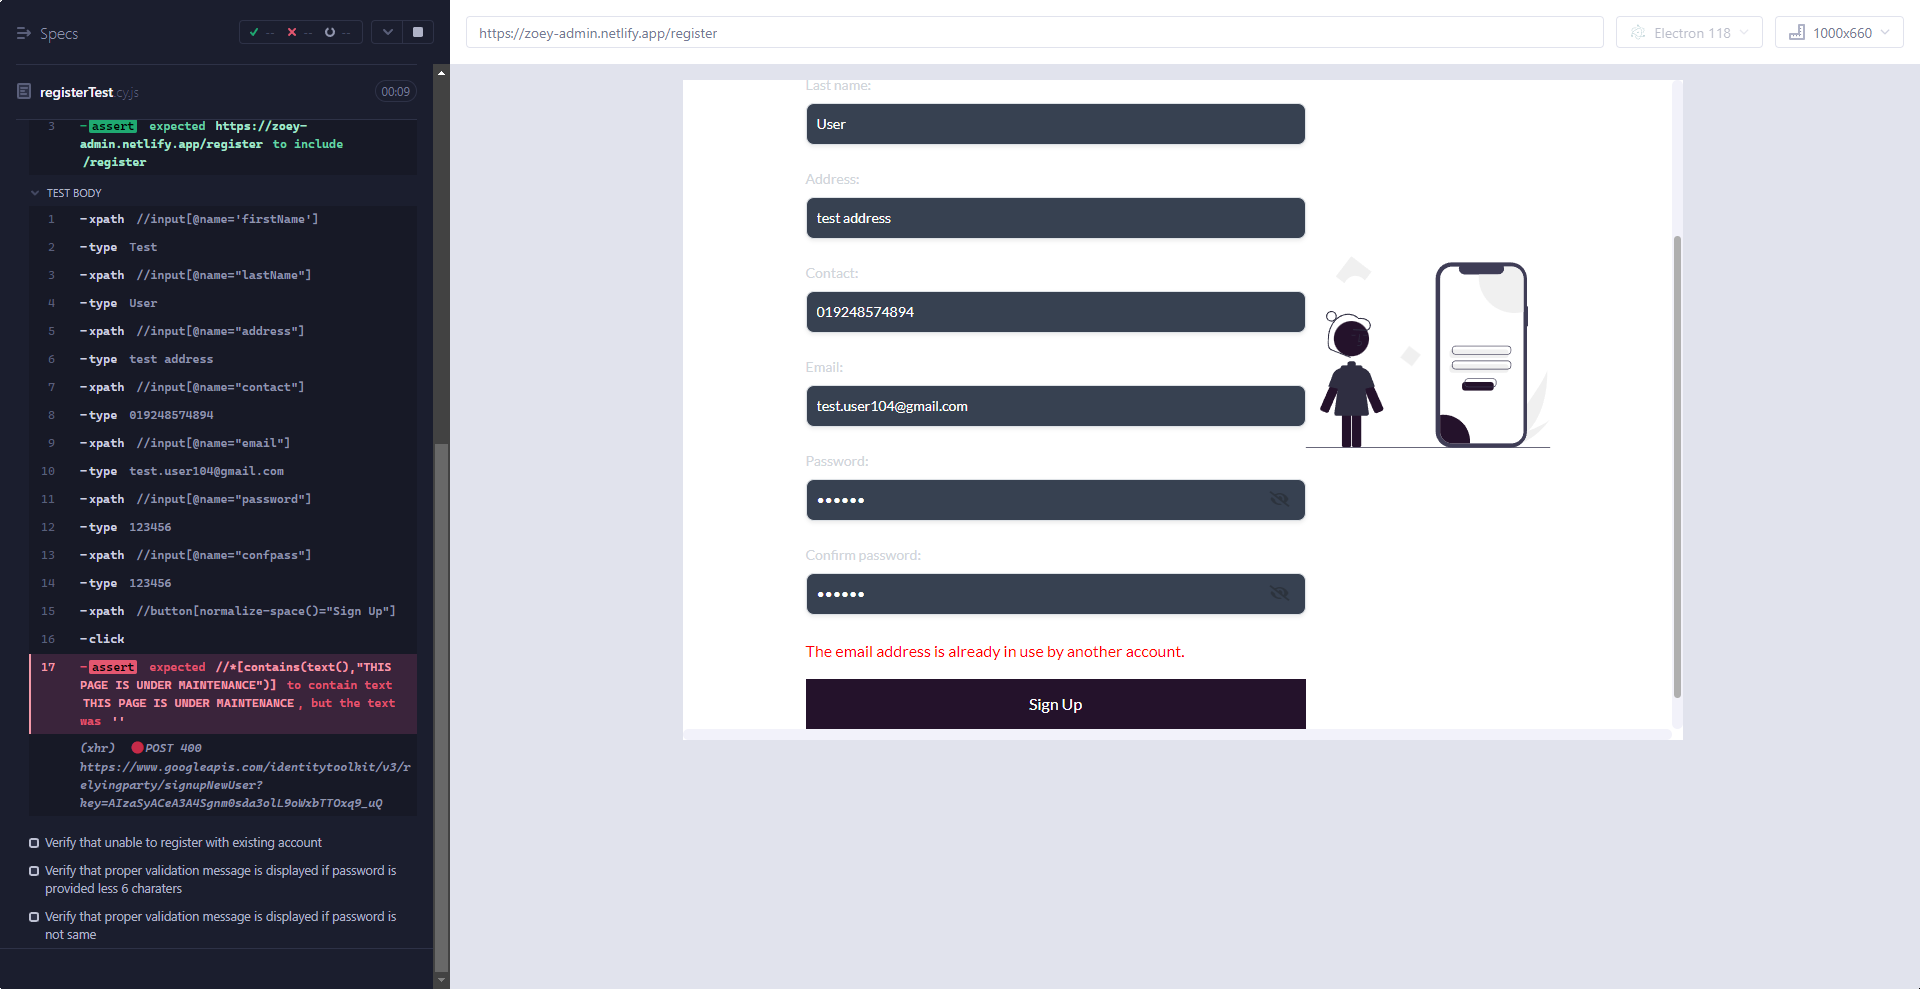 Specs
-- -- --
registerTest.cy.js
00:09
3 -assert expected https://zoey-
admin.netlify.app/register to include
/register
TEST BODY
1 -xpath //input[@name='firstName']
2 -type Test
3 -xpath //input[@name="lastName"]
4 -type User
5 -xpath //input[@name="address"]
6 -type test address
7 -xpath //input[@name="contact"]
8 -type 019248574894
9 -xpath //input[@name="email"]
10 -type test.user104@gmail.com
11 -xpath //input[@name="password"]
12 -type 123456
13 -xpath //input[@name="confpass"]
14 -type 123456
15 -xpath //button[normalize-space()="Sign Up"]
16 -click
17 -assert expected //*[contains(text(),"THIS
PAGE IS UNDER MAINTENANCE")] to contain text
THIS PAGE IS UNDER MAINTENANCE, but the text
was ''
(xhr) POST 400
https://www.googleapis.com/identitytoolkit/v3/r
elyingparty/signupNewUser?
key=AIzaSyACeA3A4Sgnm0sda3olL9oWxbTTOxq9_uQ
Verify that unable to register with existing account
Verify that proper validation message is displayed if password is
provided less 6 charaters
Verify that proper validation message is displayed if password is
not same
https://zoey-admin.netlify.app/register
Electron 118
1000x660
Last name:
User
Address:
test address
Contact:
019248574894
Email:
test.user104@gmail.com
Password:
••••••
Confirm password:
••••••
The email address is already in use by another account.
Sign Up